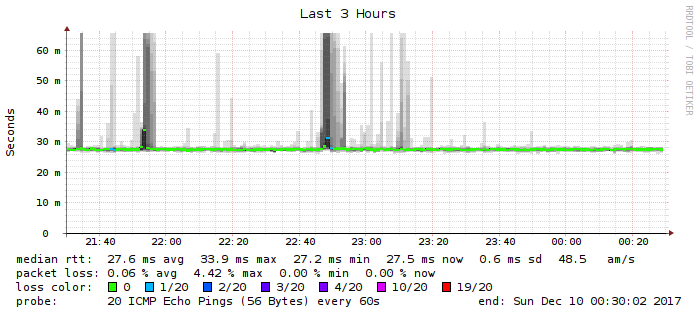 Last 3 Hours
RRDTOOL / TOBI OETIKER
Seconds
60 m
50 m
40 m
30 m
20 m
10 m
0
21:40 22:00 22:20 22:40 23:00 23:20 23:40 00:00 00:20
median rtt: 27.6 ms avg 33.9 ms max 27.2 ms min 27.5 ms now 0.6 ms sd 48.5 am/s
packet loss: 0.06 % avg 4.42 % max 0.00 % min 0.00 % now
loss color: 0 1/20 2/20 3/20 4/20 10/20 19/20
probe: 20 ICMP Echo Pings (56 Bytes) every 60s end: Sun Dec 10 00:30:02 2017